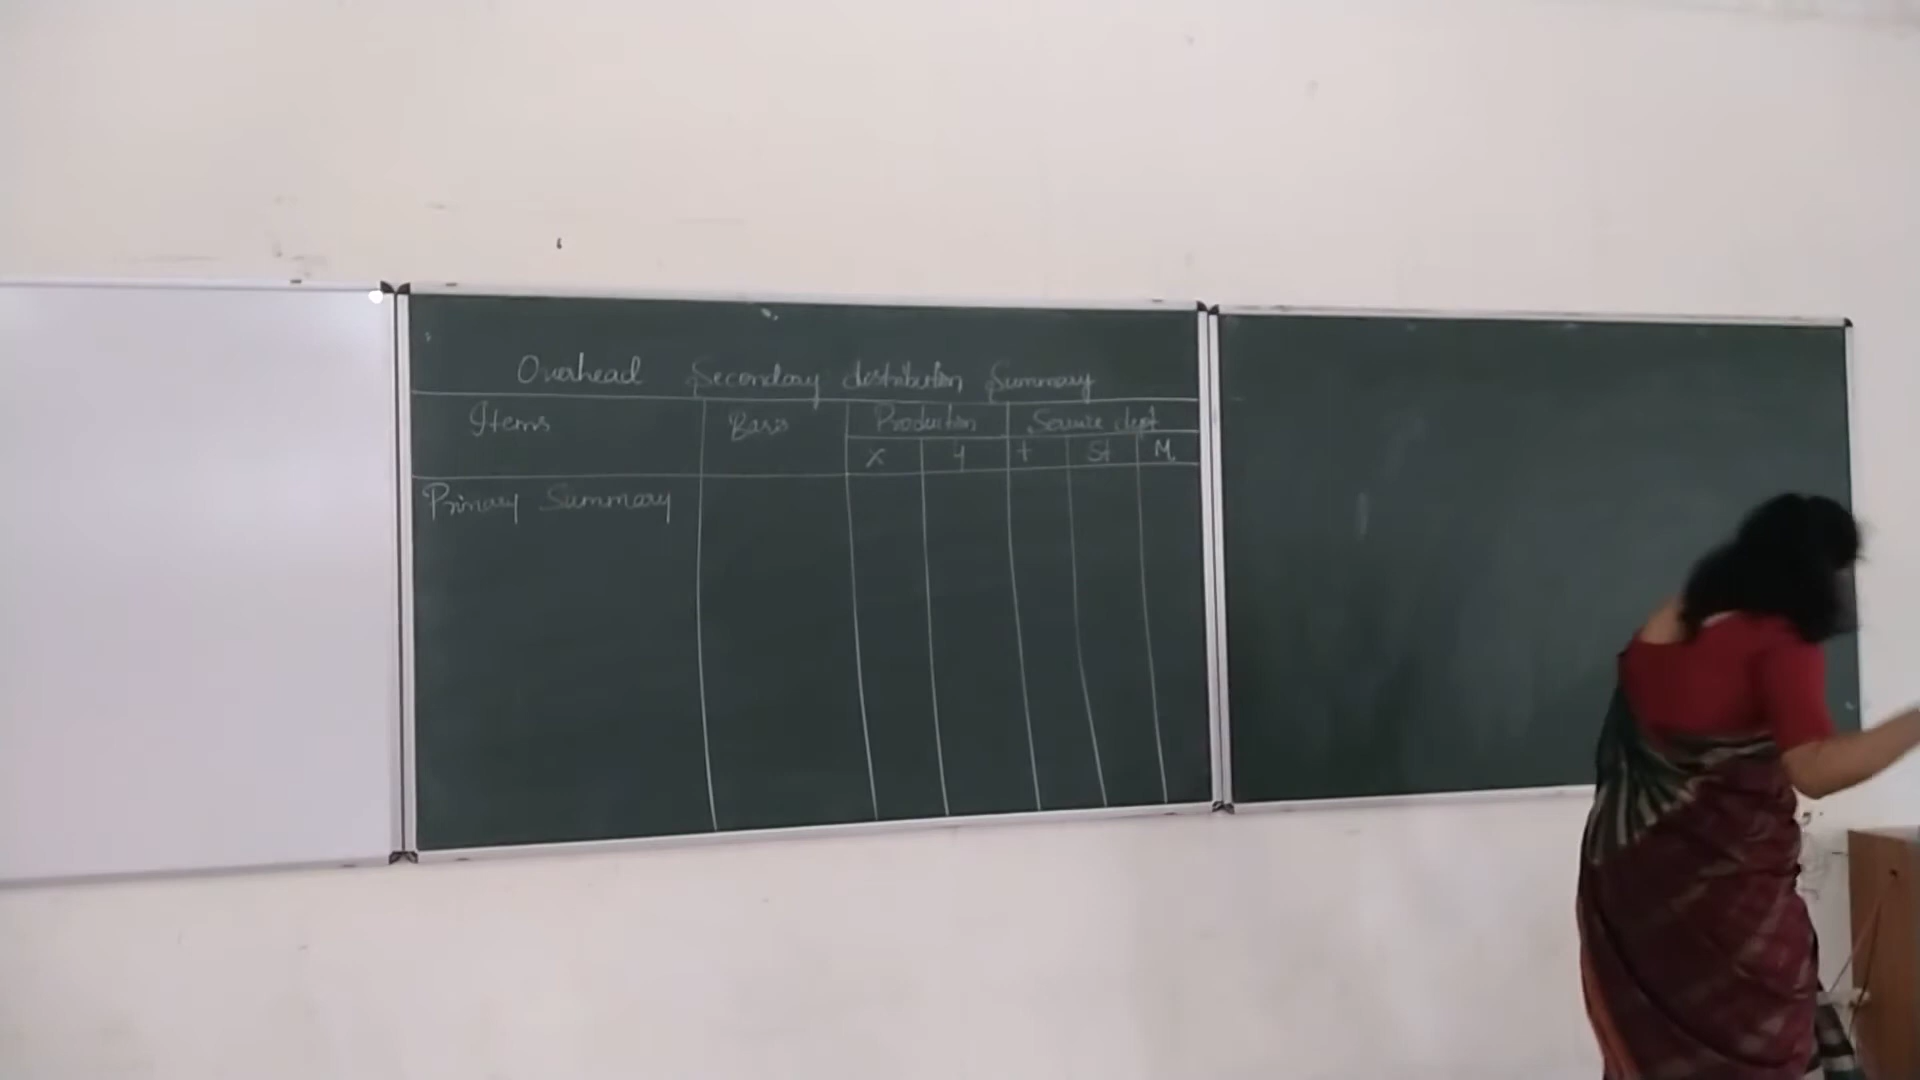 Overhead Secondary distribution Summary
Items Basis Production Service dept
X Y t St M
Primary Summary